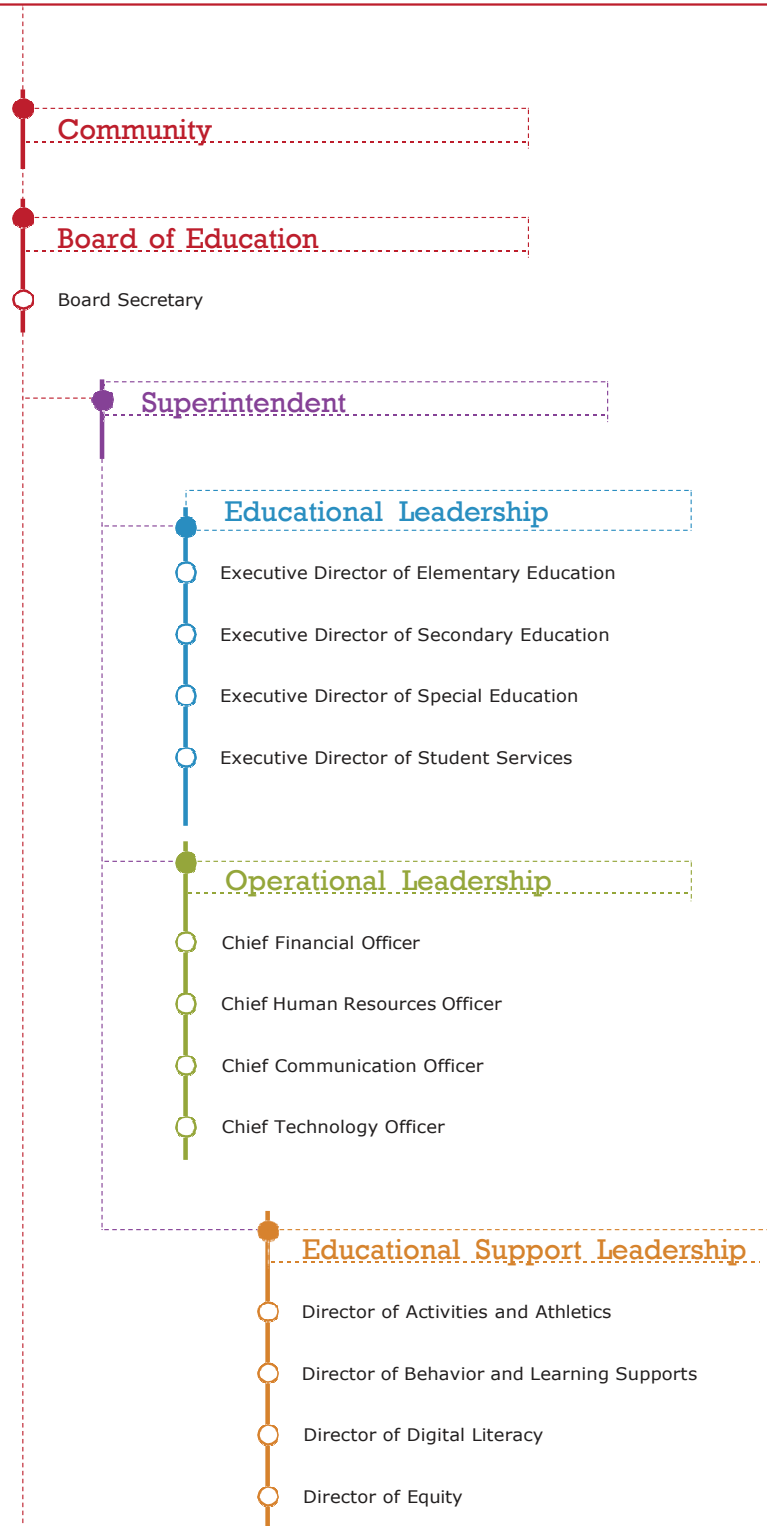 Community
Board of Education
Board Secretary
Superintendent
Educational Leadership
Executive Director of Elementary Education
Executive Director of Secondary Education
Executive Director of Special Education
Executive Director of Student Services
Operational Leadership
Chief Financial Officer
Chief Human Resources Officer
Chief Communication Officer
Chief Technology Officer
Educational Support Leadership
Director of Activities and Athletics
Director of Behavior and Learning Supports
Director of Digital Literacy
Director of Equity